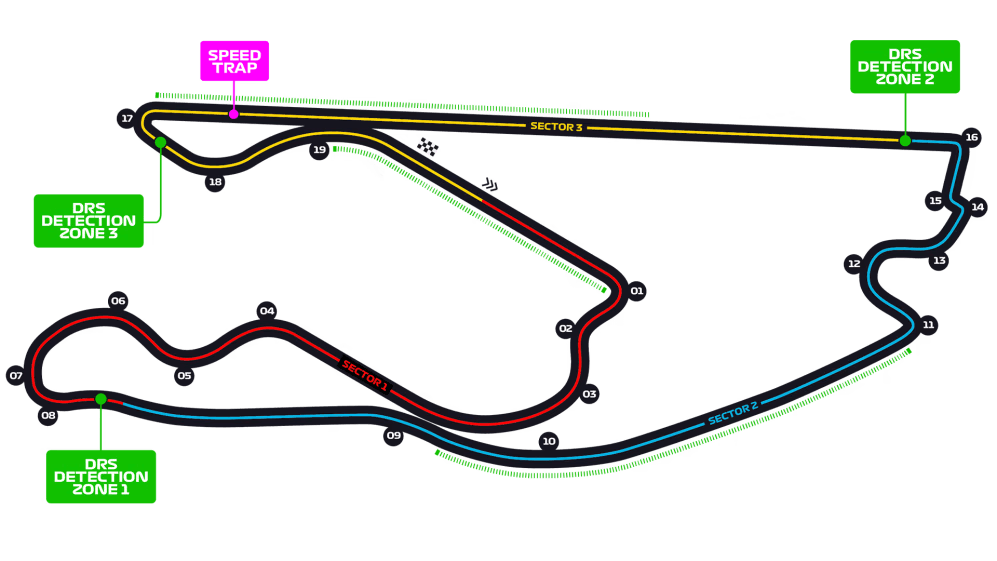 SPEED
TRAP
DRS
DETECTION
ZONE 2
17
SECTOR 3
16
19
18
15
14
DRS
DETECTION
ZONE 3
13
12
01
06
04
02
11
07
05
SECTOR 1
03
08
SECTOR 2
09
10
DRS
DETECTION
ZONE 1